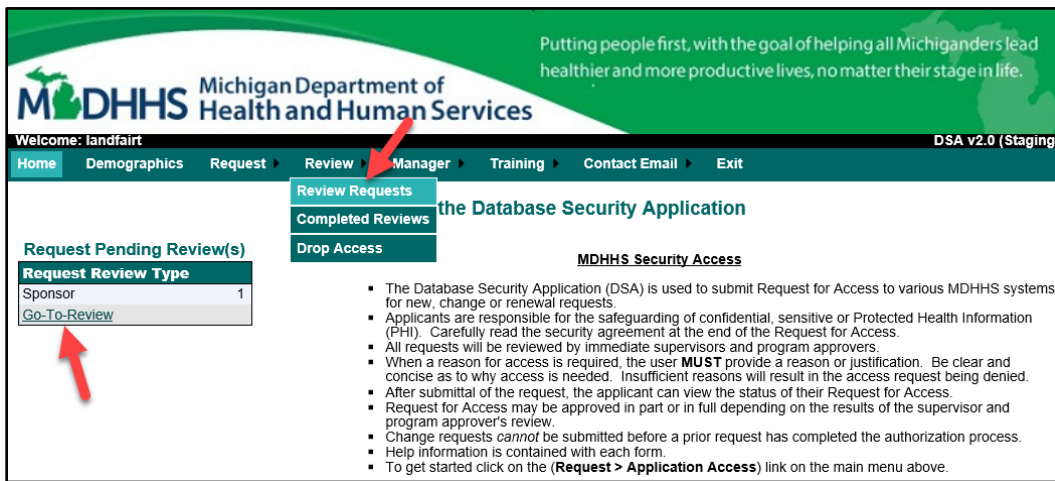 Putting people first, with the goal of helping all Michiganders lead
healthier and more productive lives, no matter their stage in life.
MDHHS
Michigan Department of
Health and Human Services
Welcome: landfairt
DSA v2.0 (Staging
Home Demographics Request Review Manager Training Contact Email Exit
Review Requests
Completed Reviews
Drop Access
the Database Security Application
Request Pending Review(s)
Request Review Type
Sponsor 1
Go-To-Review
MDHHS Security Access
▪ The Database Security Application (DSA) is used to submit Request for Access to various MDHHS systems
for new, change or renewal requests.
▪ Applicants are responsible for the safeguarding of confidential, sensitive or Protected Health Information
(PHI). Carefully read the security agreement at the end of the Request for Access.
▪ All requests will be reviewed by immediate supervisors and program approvers.
▪ When a reason for access is required, the user MUST provide a reason or justification. Be clear and
concise as to why access is needed. Insufficient reasons will result in the access request being denied.
▪ After submittal of the request, the applicant can view the status of their Request for Access.
▪ Request for Access may be approved in part or in full depending on the results of the supervisor and
program approver's review.
▪ Change requests cannot be submitted before a prior request has completed the authorization process.
▪ Help information is contained with each form.
▪ To get started click on the (Request > Application Access) link on the main menu above.